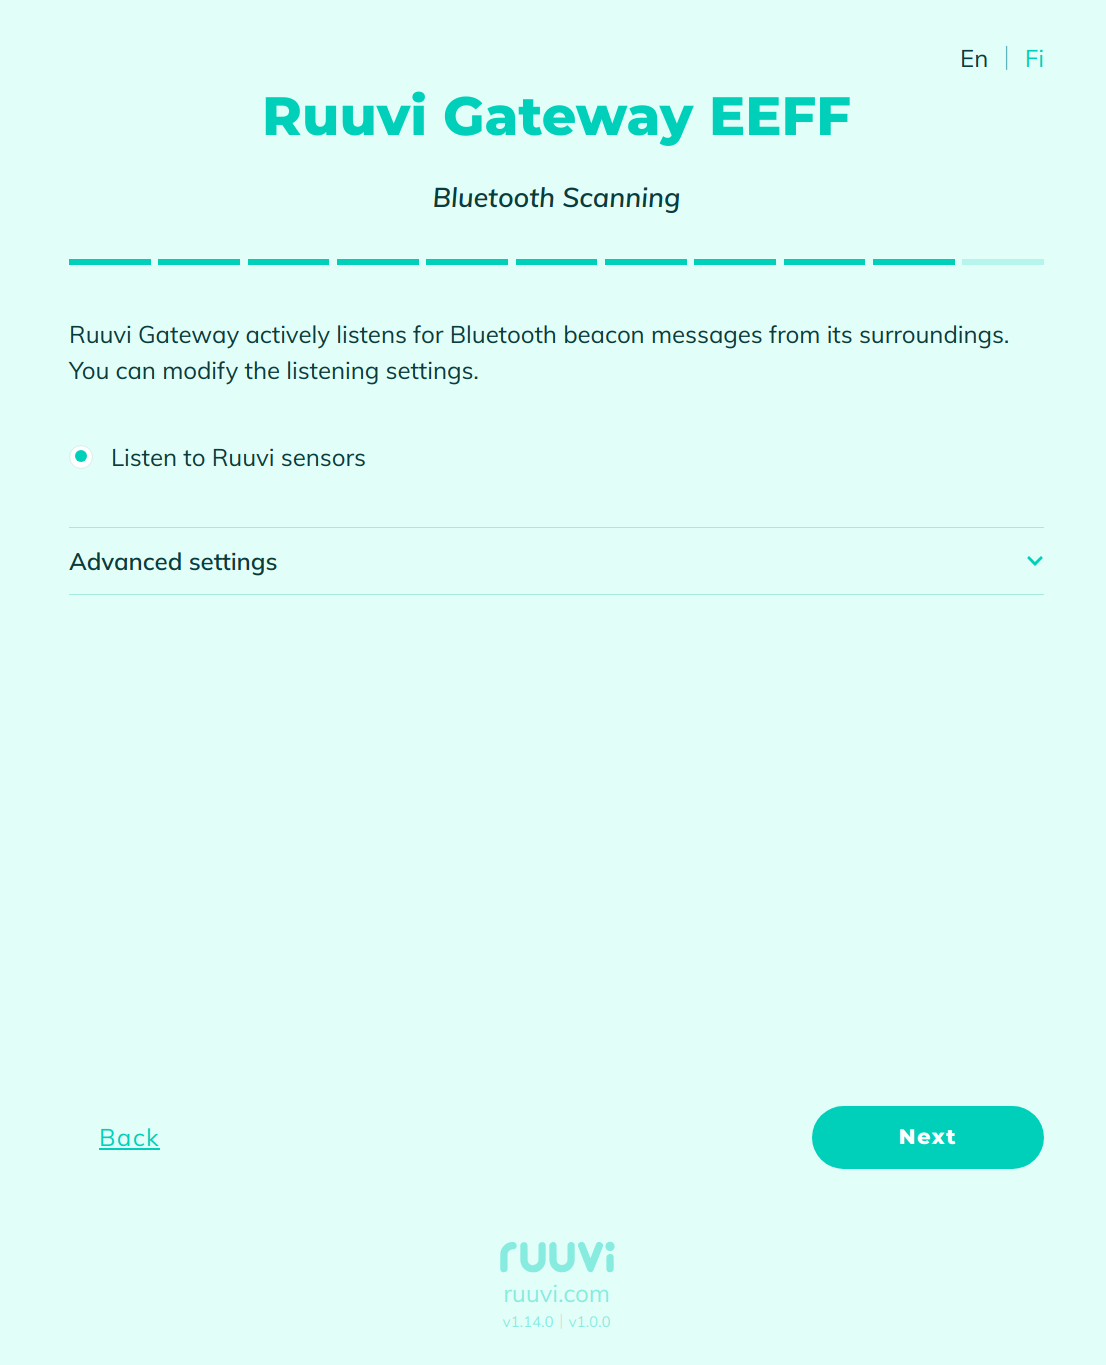 En | Fi
Ruuvi Gateway EEFF
Bluetooth Scanning
Ruuvi Gateway actively listens for Bluetooth beacon messages from its surroundings.
You can modify the listening settings.
Listen to Ruuvi sensors
Advanced settings
Back
Next
ruuvi
ruuvi.com
v1.14.0 | v1.0.0